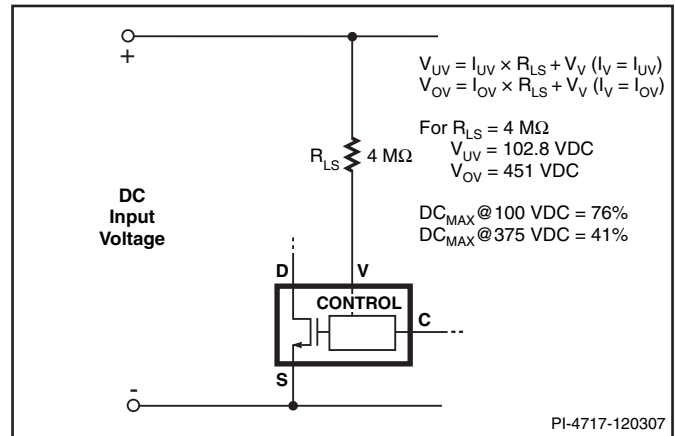 +
V_UV = I_UV × R_LS + V_V (I_V = I_UV)
V_OV = I_OV × R_LS + V_V (I_V = I_OV)
For R_LS = 4 MΩ
V_UV = 102.8 VDC
V_OV = 451 VDC
DC_MAX@100 VDC = 76%
DC_MAX@375 VDC = 41%
R_LS 4 MΩ
DC
Input
Voltage
D V
CONTROL
C
S
-
PI-4717-120307